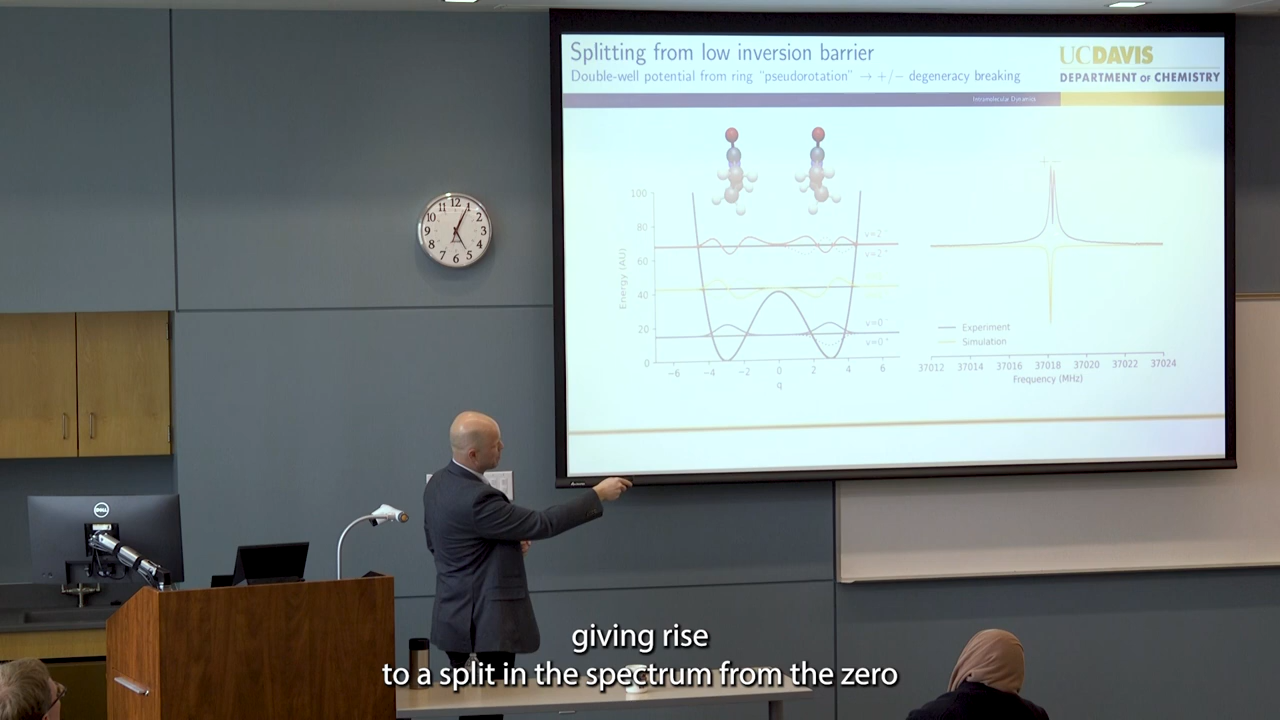 Splitting from low inversion barrier
Double-well potential from ring "pseudorotation" → +/− degeneracy breaking
UCDAVIS
DEPARTMENT OF CHEMISTRY
Intramolecular Dynamics
100
80
60
40
20
0
Energy (AU)
−6 −4 −2 0 2 4 6
q
v=2⁻
v=2⁺
v=0⁻
v=0⁺
Experiment
Simulation
37012 37014 37016 37018 37020 37022 37024
Frequency (MHz)
12
1
2
3
4
5
6
7
8
9
10
11
DELL
giving rise
to a split in the spectrum from the zero